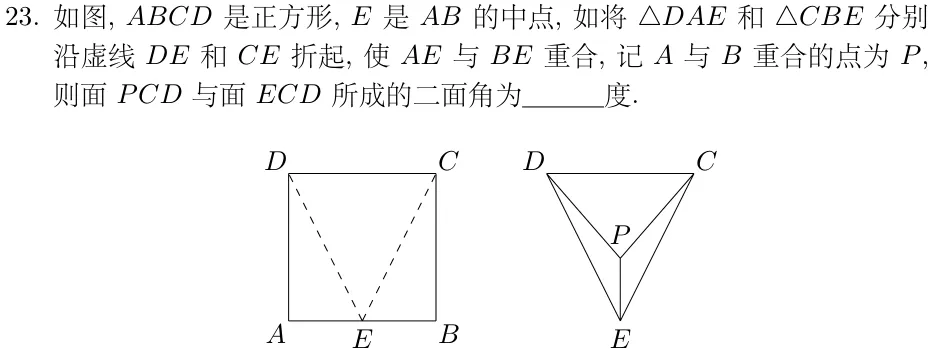 23. 如图, ABCD 是正方形, E 是 AB 的中点, 如将 △DAE 和 △CBE 分别
沿虚线 DE 和 CE 折起, 使 AE 与 BE 重合, 记 A 与 B 重合的点为 P,
则面 PCD 与面 ECD 所成的二面角为______度.
D C D C
P
A E B E